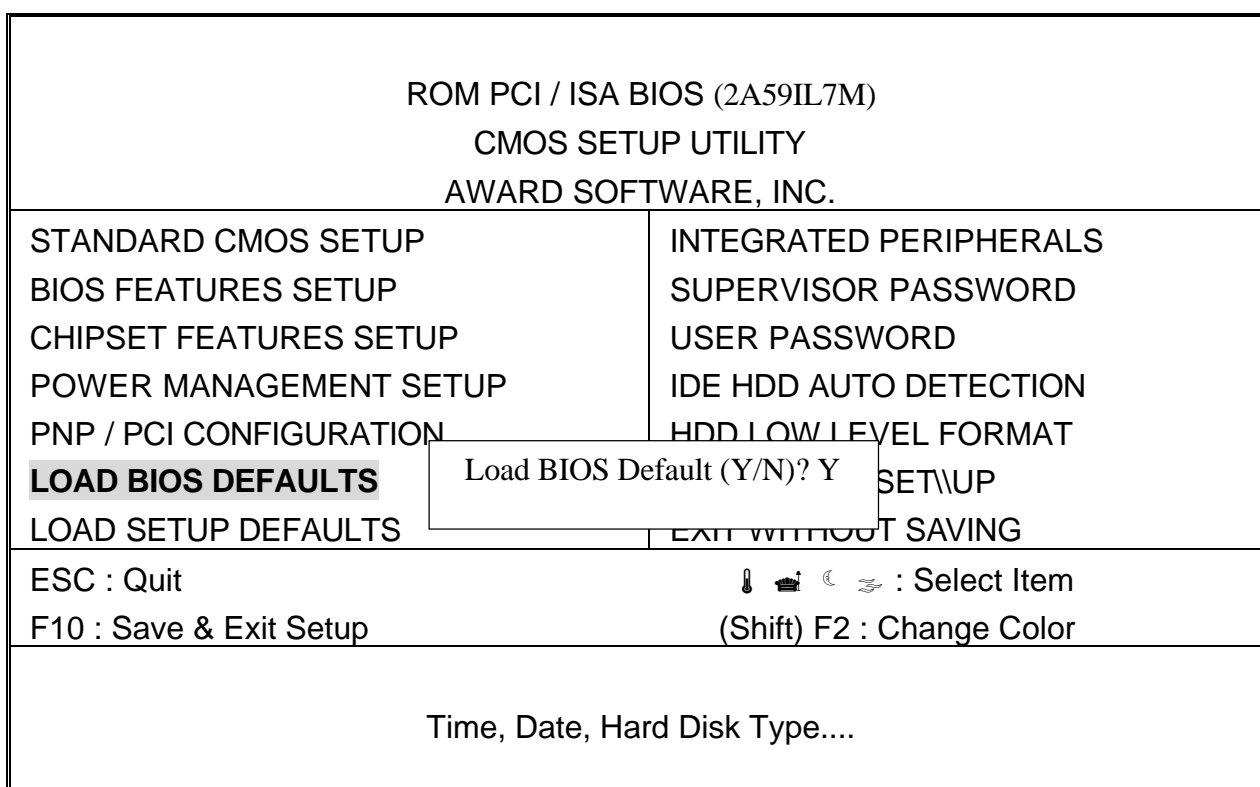 ROM PCI / ISA BIOS (2A59IL7M)
CMOS SETUP UTILITY
AWARD SOFTWARE, INC.
STANDARD CMOS SETUP
BIOS FEATURES SETUP
CHIPSET FEATURES SETUP
POWER MANAGEMENT SETUP
PNP / PCI CONFIGURATION
LOAD BIOS DEFAULTS
LOAD SETUP DEFAULTS
INTEGRATED PERIPHERALS
SUPERVISOR PASSWORD
USER PASSWORD
IDE HDD AUTO DETECTION
HDD LOW LEVEL FORMAT
SET\\UP
EXIT WITHOUT SAVING
Load BIOS Default (Y/N)? Y
ESC : Quit
: Select Item
F10 : Save & Exit Setup
(Shift) F2 : Change Color
Time, Date, Hard Disk Type....